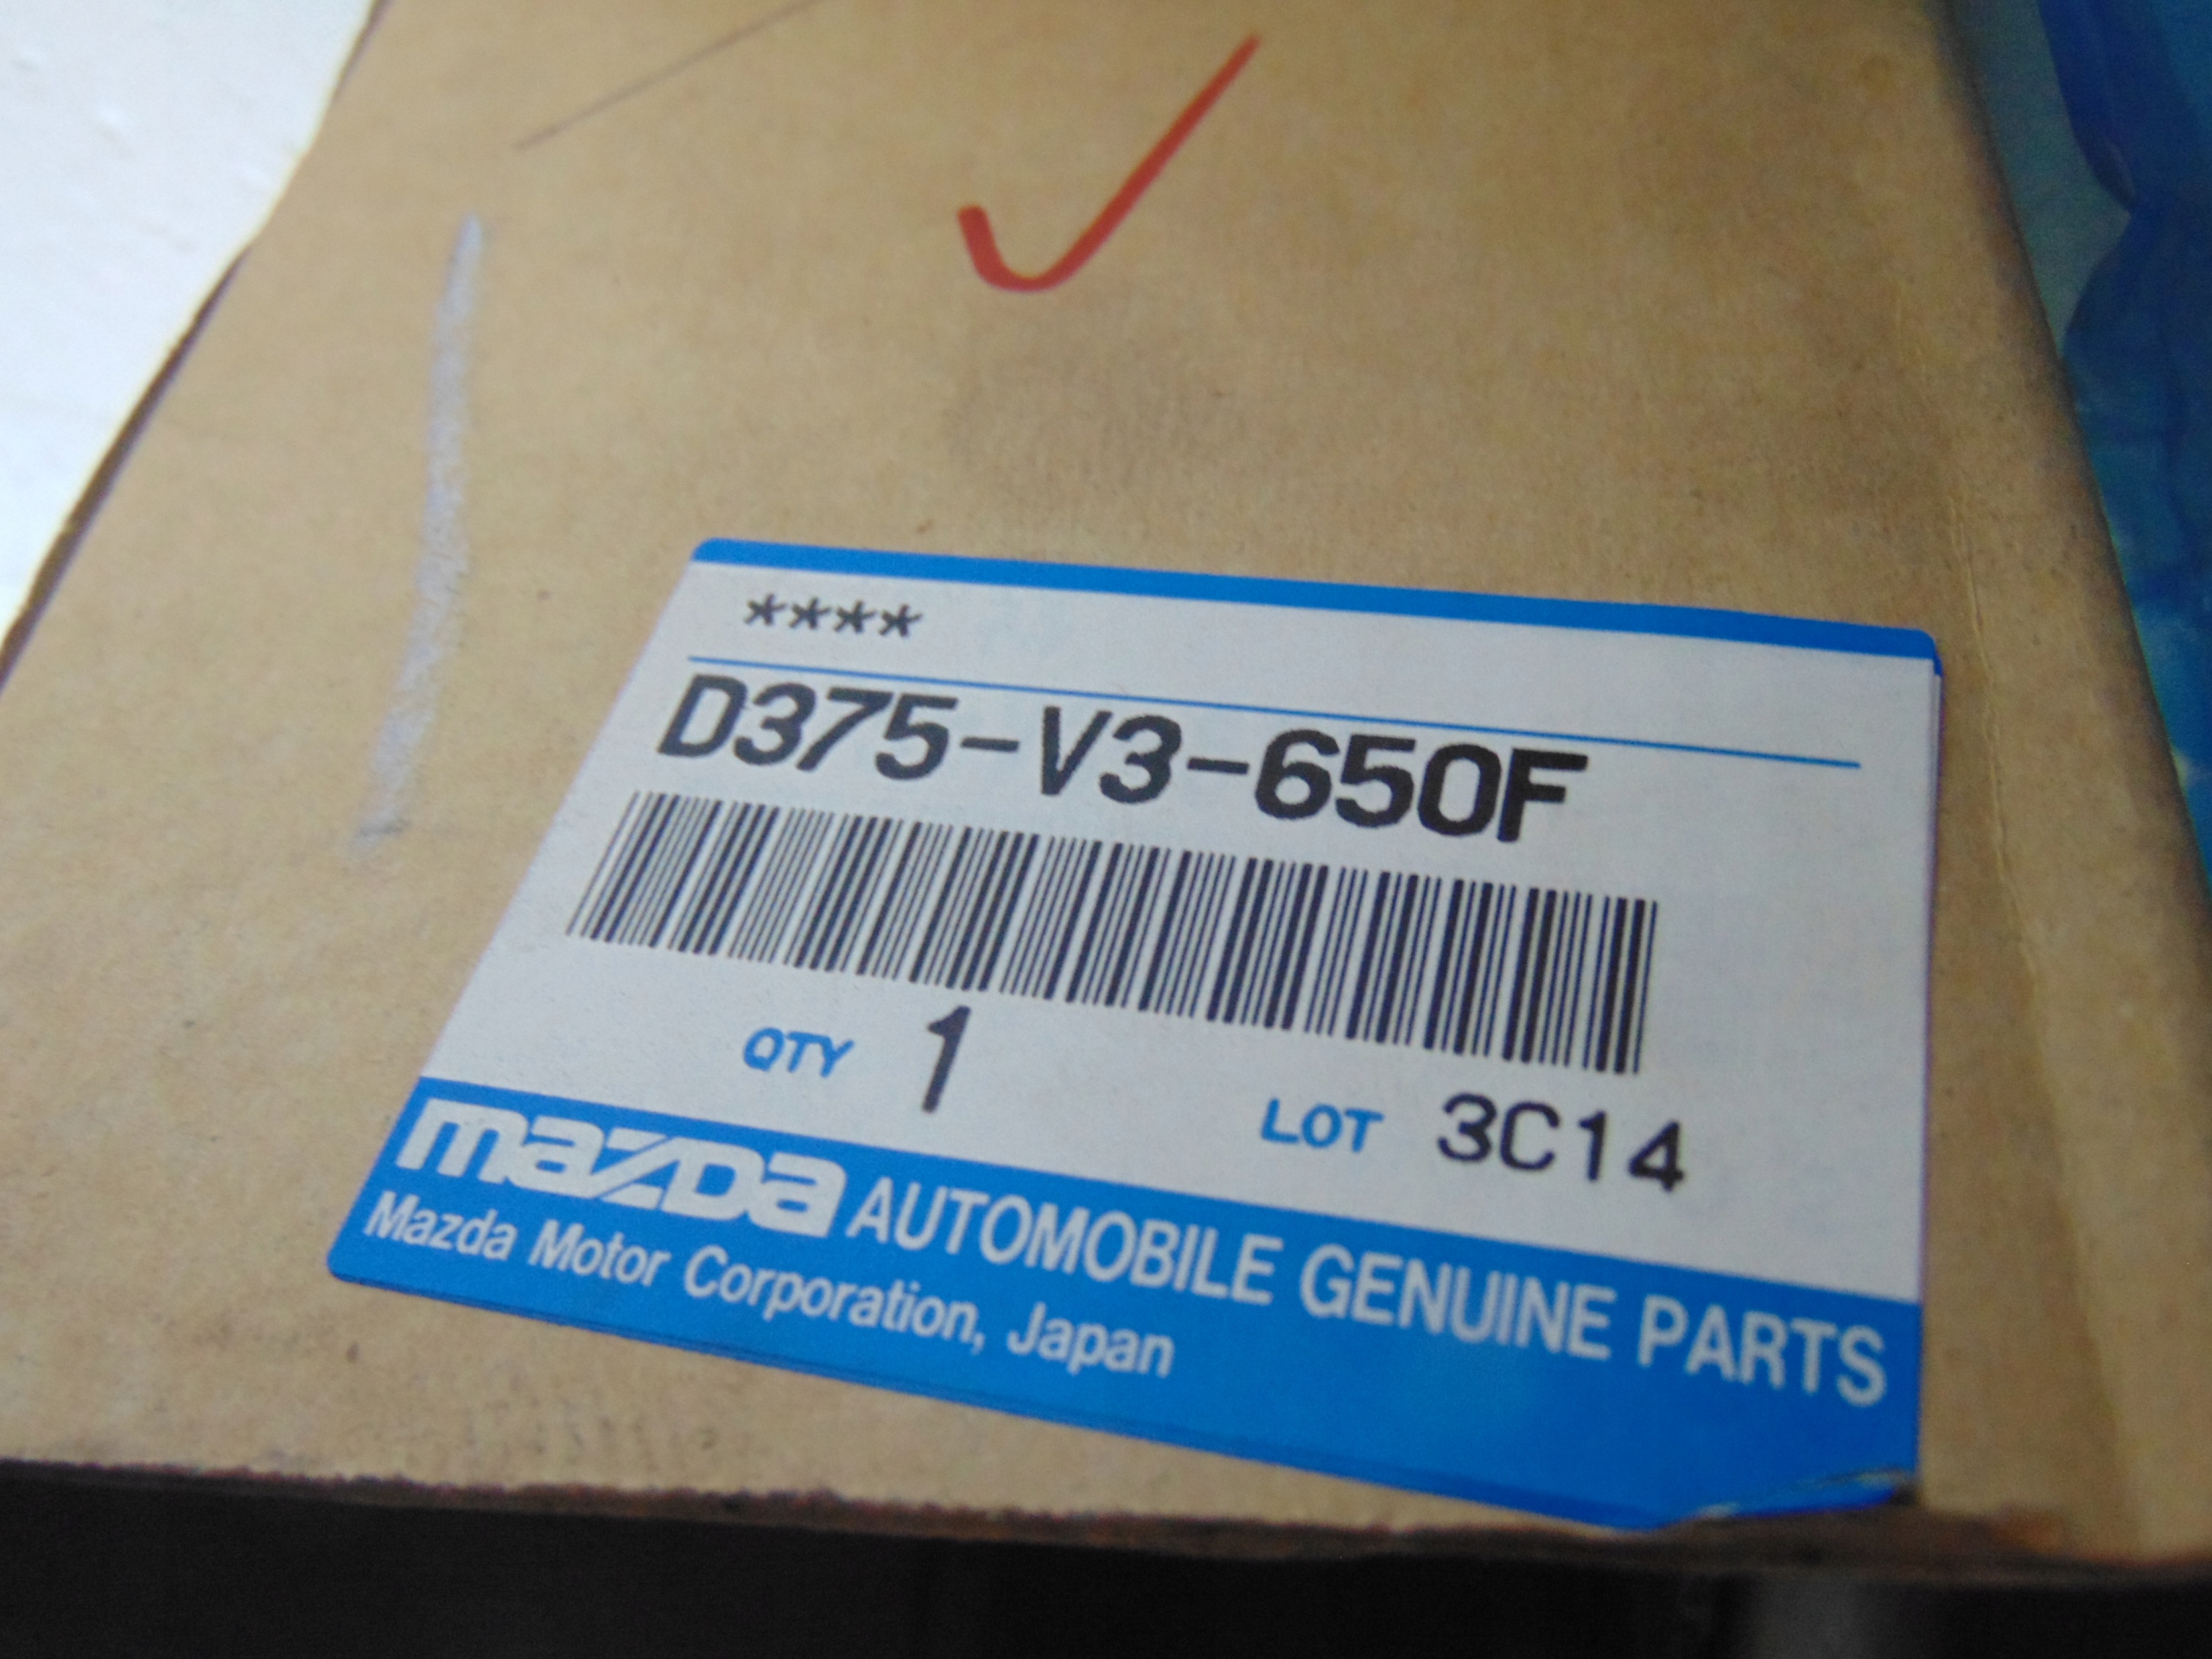 ****
D375-V3-650F
QTY 1
LOT 3C14
mazda AUTOMOBILE GENUINE PARTS
Mazda Motor Corporation, Japan